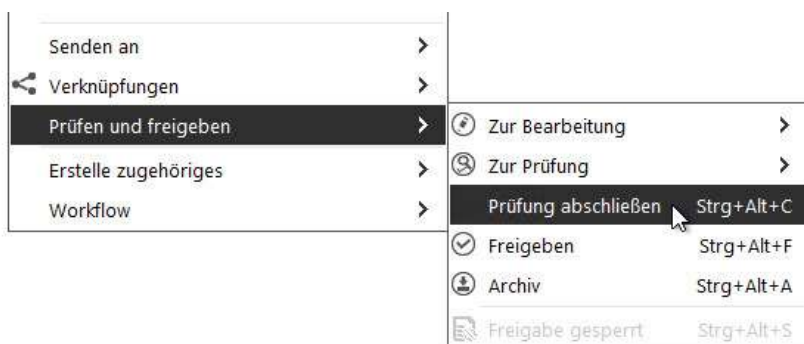 Senden an
Verknüpfungen
Prüfen und freigeben
Erstelle zugehöriges
Workflow
Zur Bearbeitung
Zur Prüfung
Prüfung abschließen Strg+Alt+C
Freigeben Strg+Alt+F
Archiv Strg+Alt+A
Freigabe gesperrt Strg+Alt+S